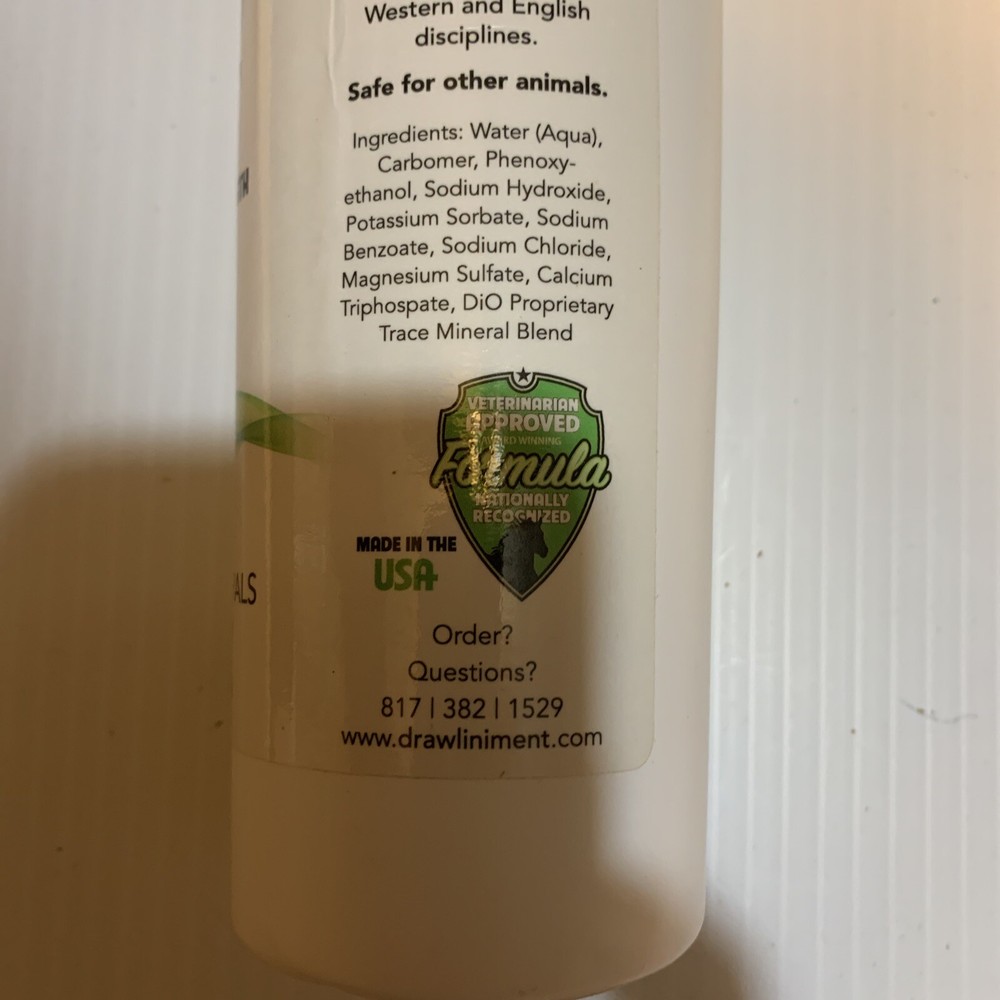 Western and English
disciplines.
Safe for other animals.
Ingredients: Water (Aqua),
Carbomer, Phenoxy-
ethanol, Sodium Hydroxide,
Potassium Sorbate, Sodium
Benzoate, Sodium Chloride,
Magnesium Sulfate, Calcium
Triphospate, DiO Proprietary
Trace Mineral Blend
TH
VETERINARIAN
APPROVED
AWARD WINNING
Formula
NATIONALLY
RECOGNIZED
MADE IN THE
USA
ALS
Order?
Questions?
817 | 382 | 1529
www.drawliniment.com